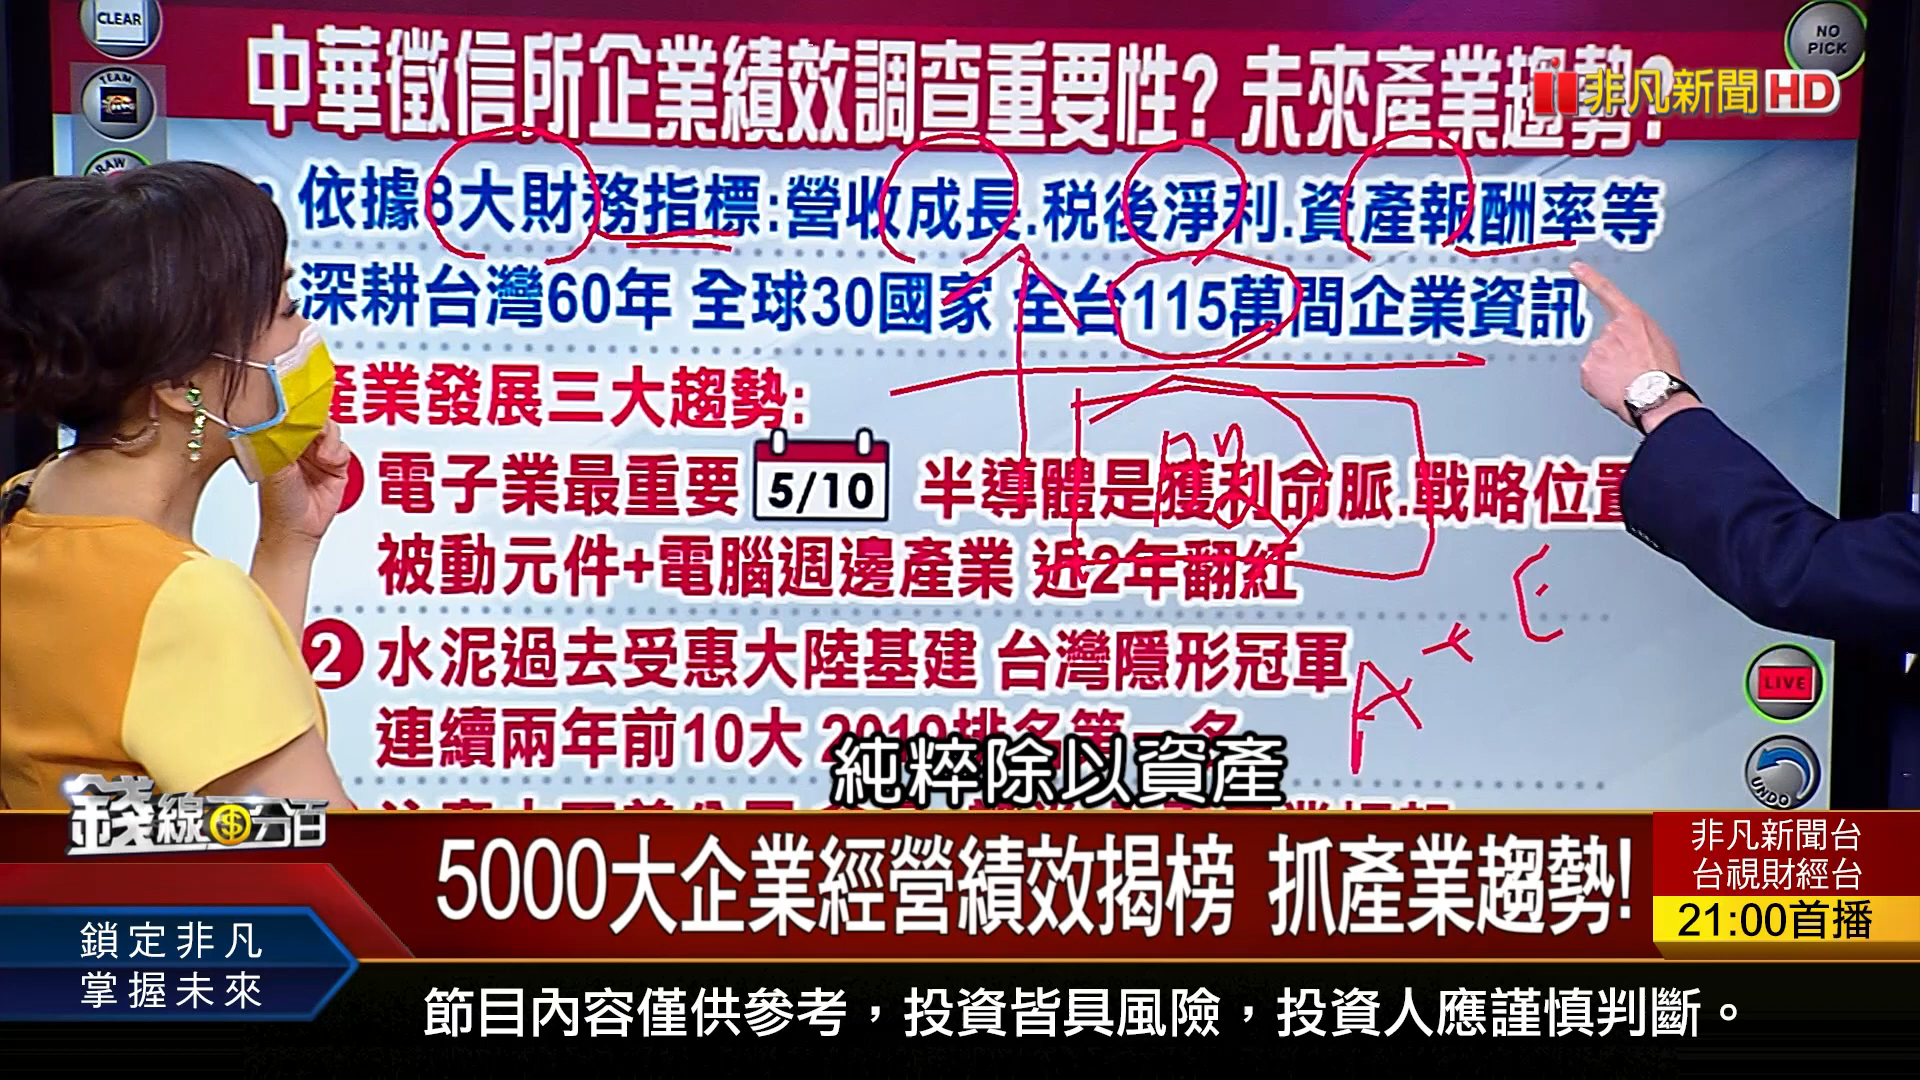 CLEAR
NO
PICK
中華徵信所企業績效調查重要性? 未來產業趨勢?
非凡新聞HD
TEAM
RAW
依據8大財務指標:營收成長.稅後淨利.資產報酬率等
深耕台灣60年 全球30國家 全台115萬間企業資訊
產業發展三大趨勢:
電子業最重要 5/10 半導體是獲利命脈.戰略位置
被動元件+電腦週邊產業 近2年翻紅
2 水泥過去受惠大陸基建 台灣隱形冠軍
連續兩年前10大 2019排名第一名
A
LIVE
UNDO
純粹除以資產
錢線百分百
5000大企業經營績效揭榜 抓產業趨勢!
非凡新聞台
台視財經台
21:00首播
鎖定非凡
掌握未來
節目內容僅供參考，投資皆具風險，投資人應謹慎判斷。